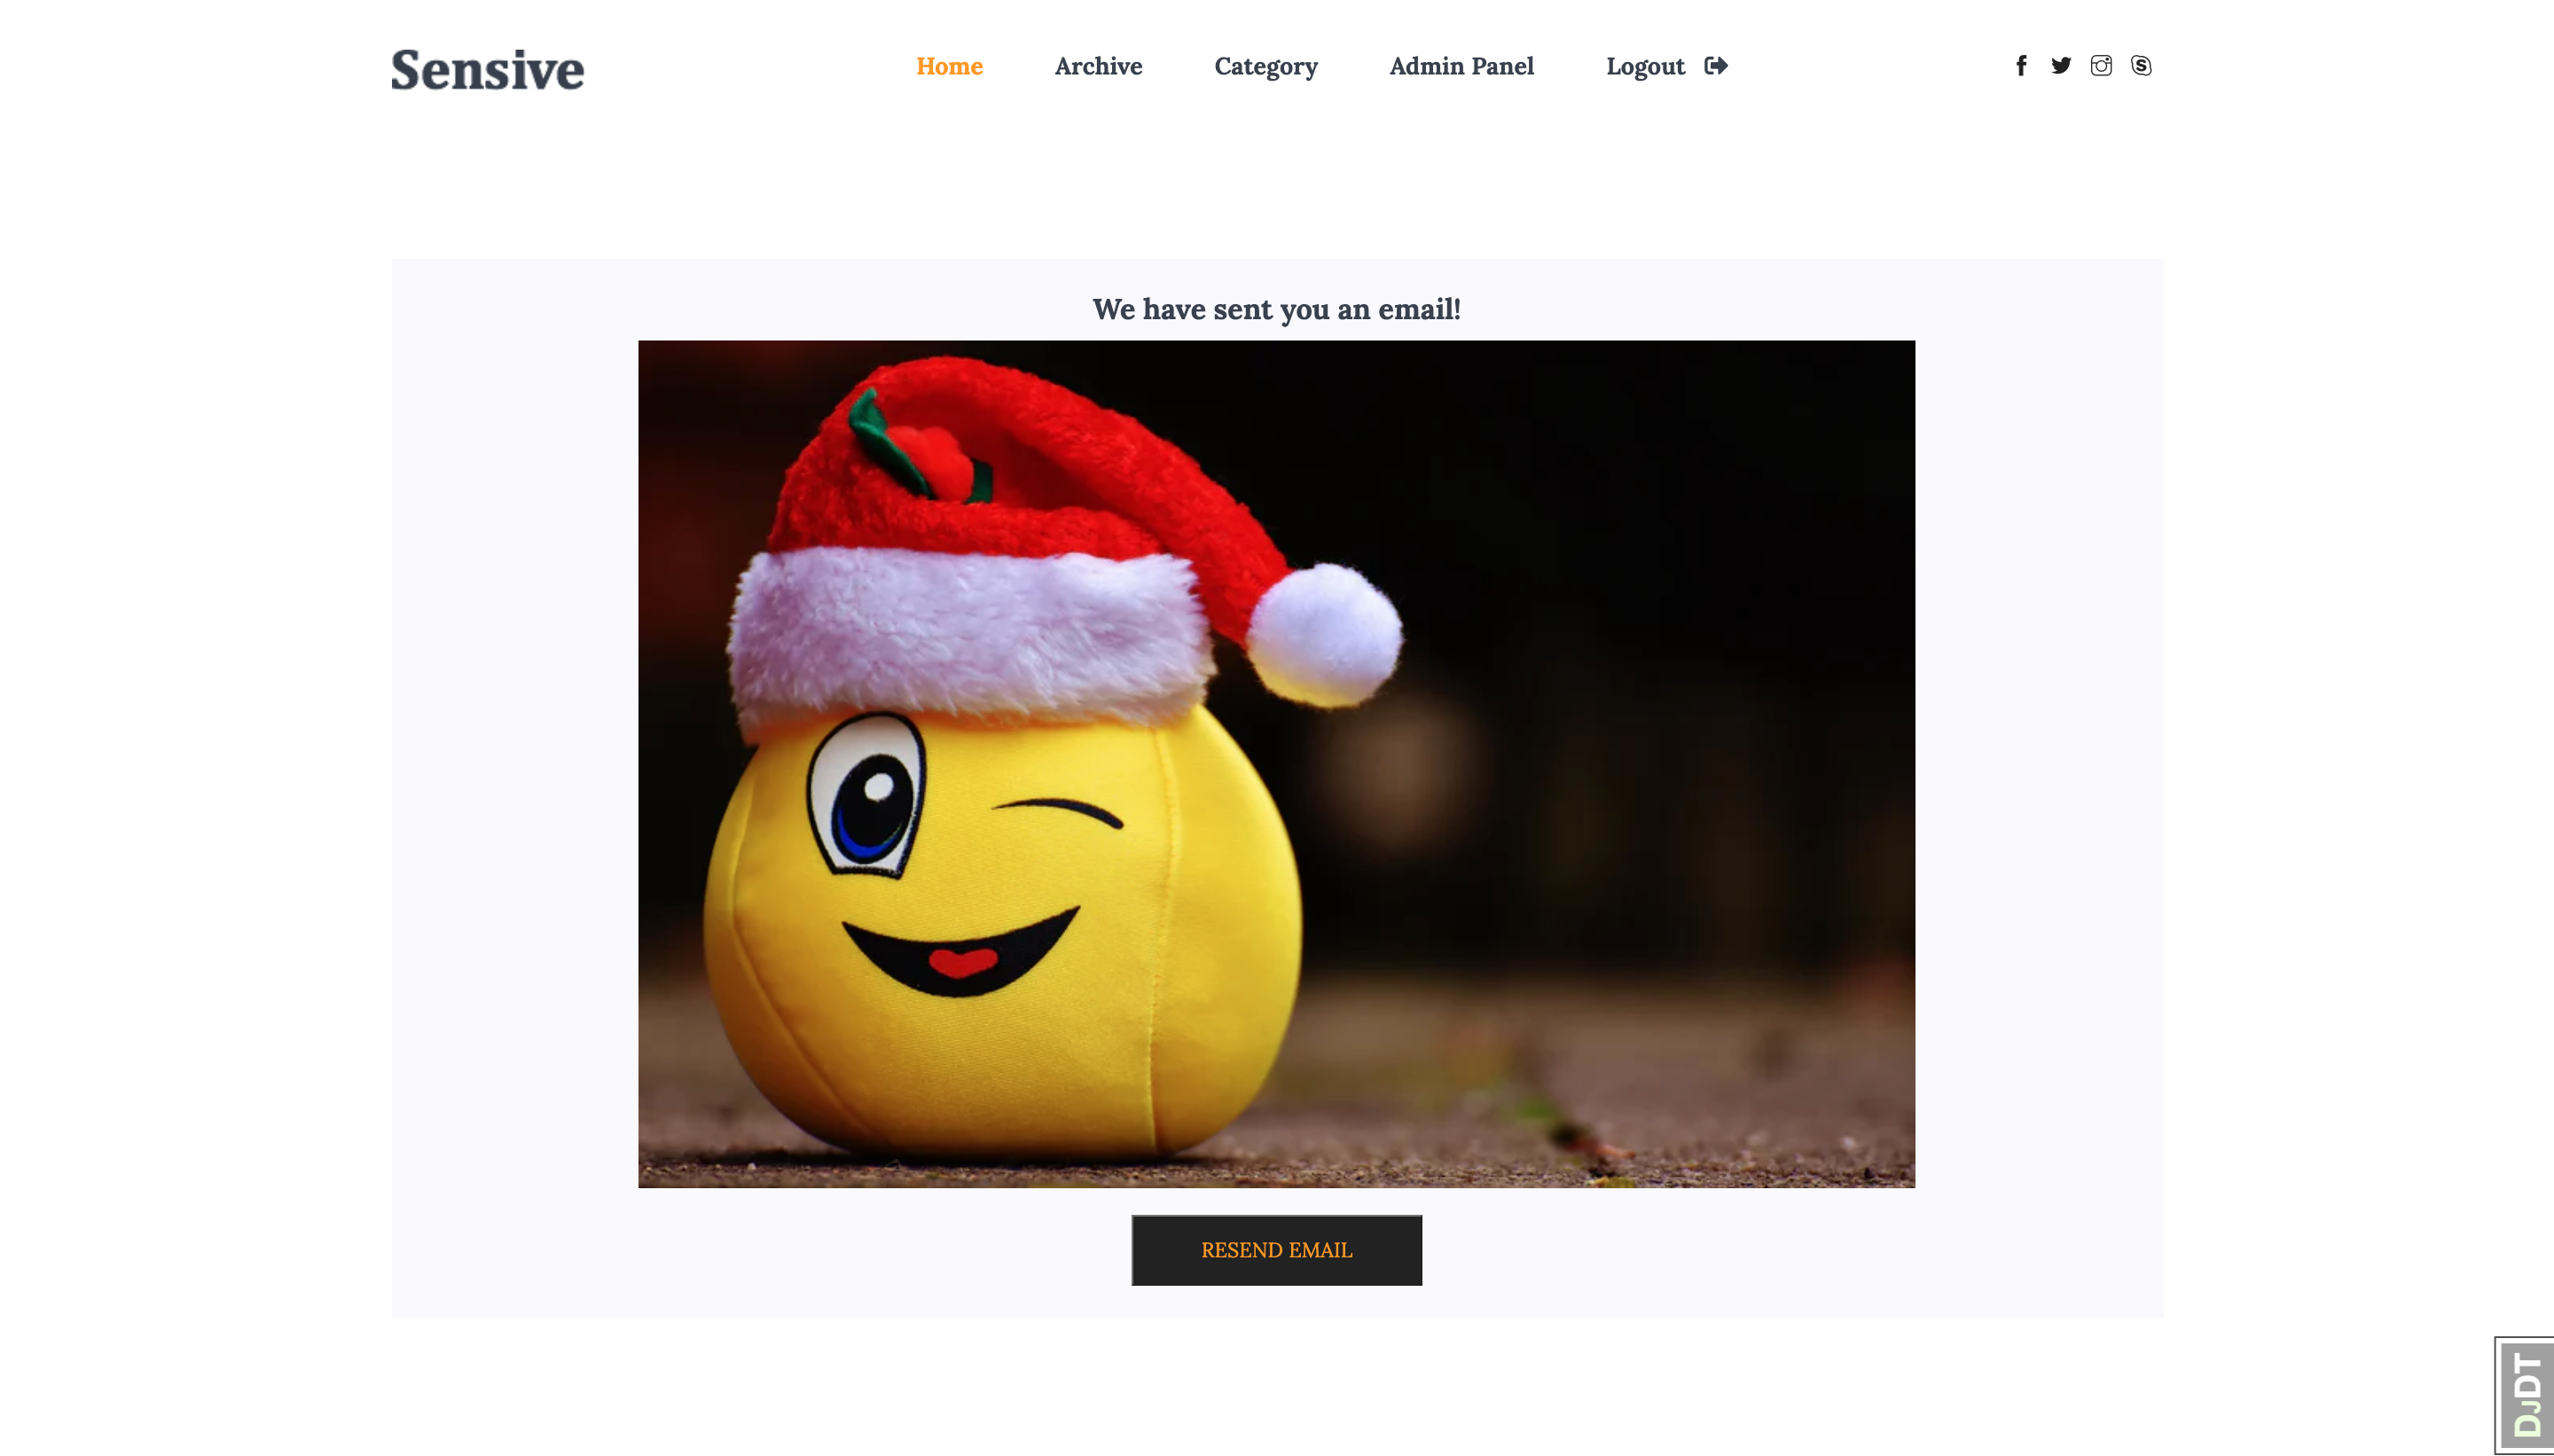 Sensive
Home Archive Category Admin Panel Logout
We have sent you an email!
RESEND EMAIL
DJDT